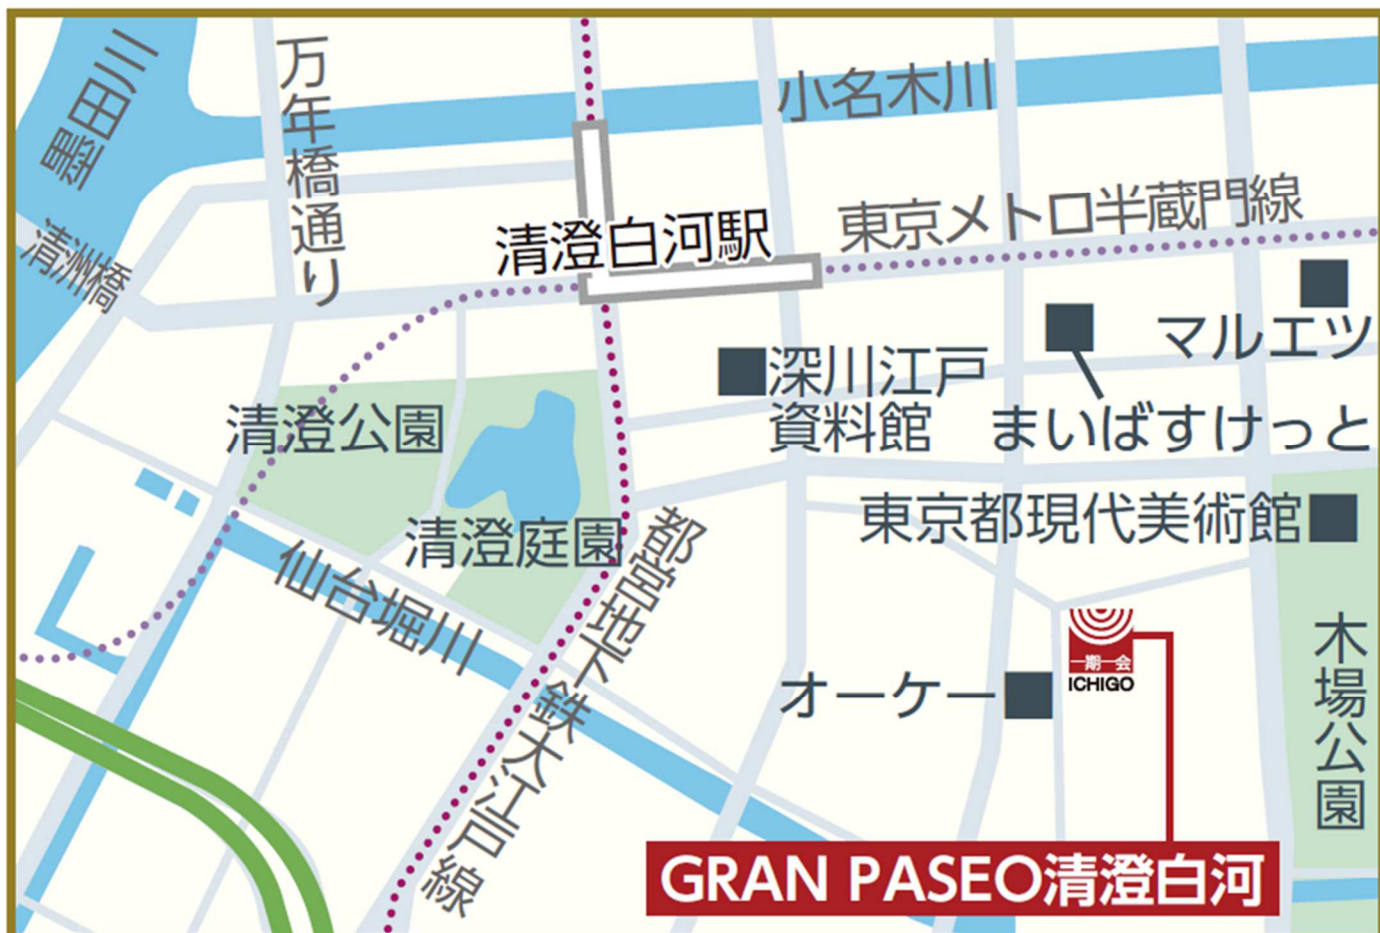 墨田川
万年橋通り
小名木川
清洲橋
清澄白河駅
東京メトロ半蔵門線
マルエツ
深川江戸
資料館
まいばすけっと
清澄公園
清澄庭園
東京都現代美術館
仙台堀川
都営地下鉄大江戸線
木場公園
一期一会
ICHIGO
オーケー
GRAN PASEO清澄白河